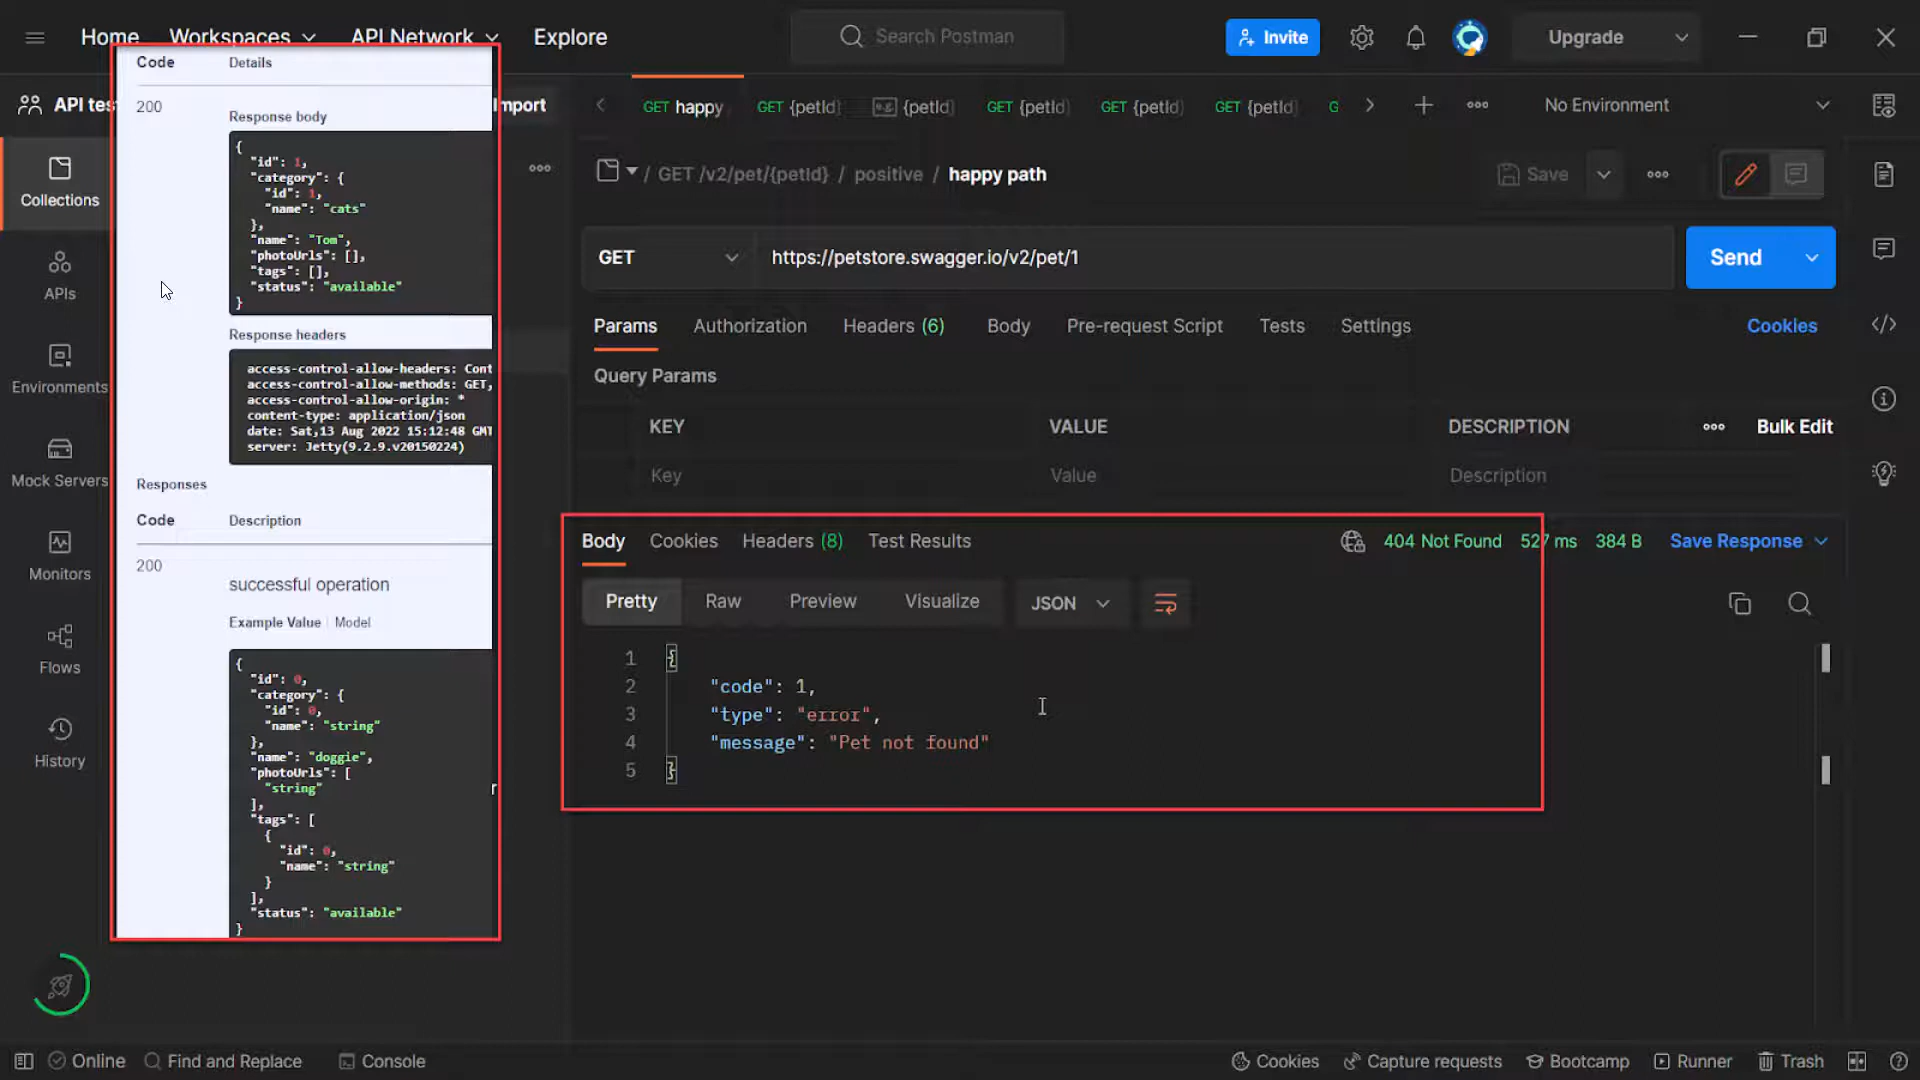 Home Workspaces API Network Explore
Search Postman
Invite
Upgrade
API tes
Import
GET happy GET {petId} e.g. {petId} GET {petId} GET {petId} GET {petId} G
No Environment
Collections
APIs
Environments
Mock Servers
Monitors
Flows
History
Code Details
200
Response body
{
"id": 1,
"category": {
"id": 1,
"name": "cats"
},
"name": "Tom",
"photoUrls": [],
"tags": [],
"status": "available"
}
Response headers
access-control-allow-headers: Cont
access-control-allow-methods: GET,
access-control-allow-origin: *
content-type: application/json
date: Sat,13 Aug 2022 15:12:48 GMT
server: Jetty(9.2.9.v20150224)
Responses
Code Description
200
successful operation
Example Value Model
{
"id": 0,
"category": {
"id": 0,
"name": "string"
},
"name": "doggie",
"photoUrls": [
"string"
],
"tags": [
{
"id": 0,
"name": "string"
}
],
"status": "available"
}
/ GET /v2/pet/{petId} / positive / happy path
Save
GET https://petstore.swagger.io/v2/pet/1
Send
Params Authorization Headers (6) Body Pre-request Script Tests Settings Cookies
Query Params
KEY VALUE DESCRIPTION Bulk Edit
Key Value Description
Body Cookies Headers (8) Test Results 404 Not Found 527 ms 384 B Save Response
Pretty Raw Preview Visualize JSON
1 {
2 "code": 1,
3 "type": "error",
4 "message": "Pet not found"
5 }
Online Find and Replace Console Cookies Capture requests Bootcamp Runner Trash